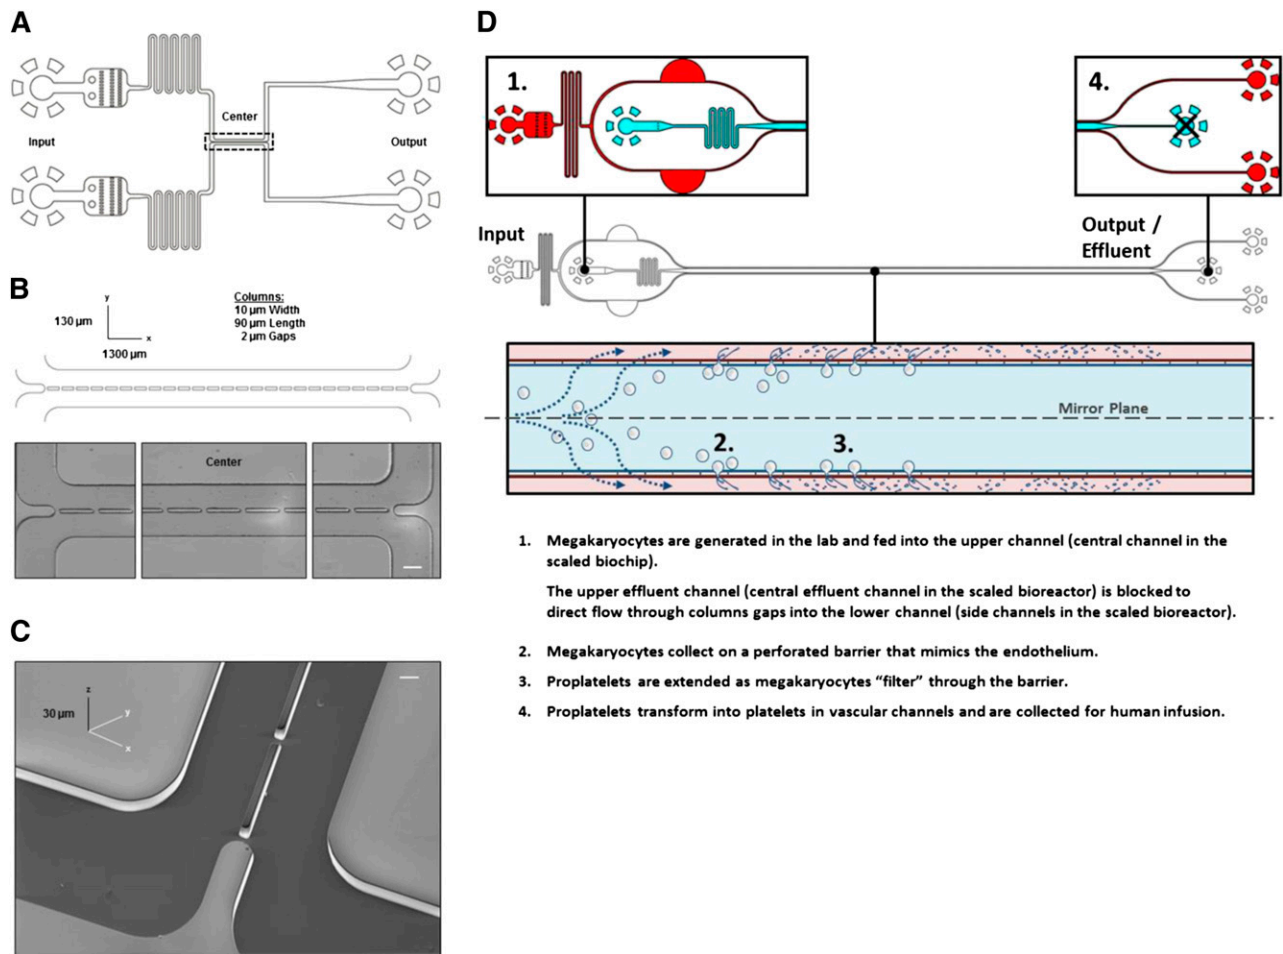 A
Center
Input
Output
B
y
130 µm
x
1300 µm
Columns:
10 µm Width
90 µm Length
2 µm Gaps
Center
C
z
30 µm
y
x
D
1.
4.
Input
Output /
Effluent
Mirror Plane
2.
3.
1. Megakaryocytes are generated in the lab and fed into the upper channel (central channel in the
scaled biochip).
The upper effluent channel (central effluent channel in the scaled bioreactor) is blocked to
direct flow through columns gaps into the lower channel (side channels in the scaled bioreactor).
2. Megakaryocytes collect on a perforated barrier that mimics the endothelium.
3. Proplatelets are extended as megakaryocytes “filter” through the barrier.
4. Proplatelets transform into platelets in vascular channels and are collected for human infusion.